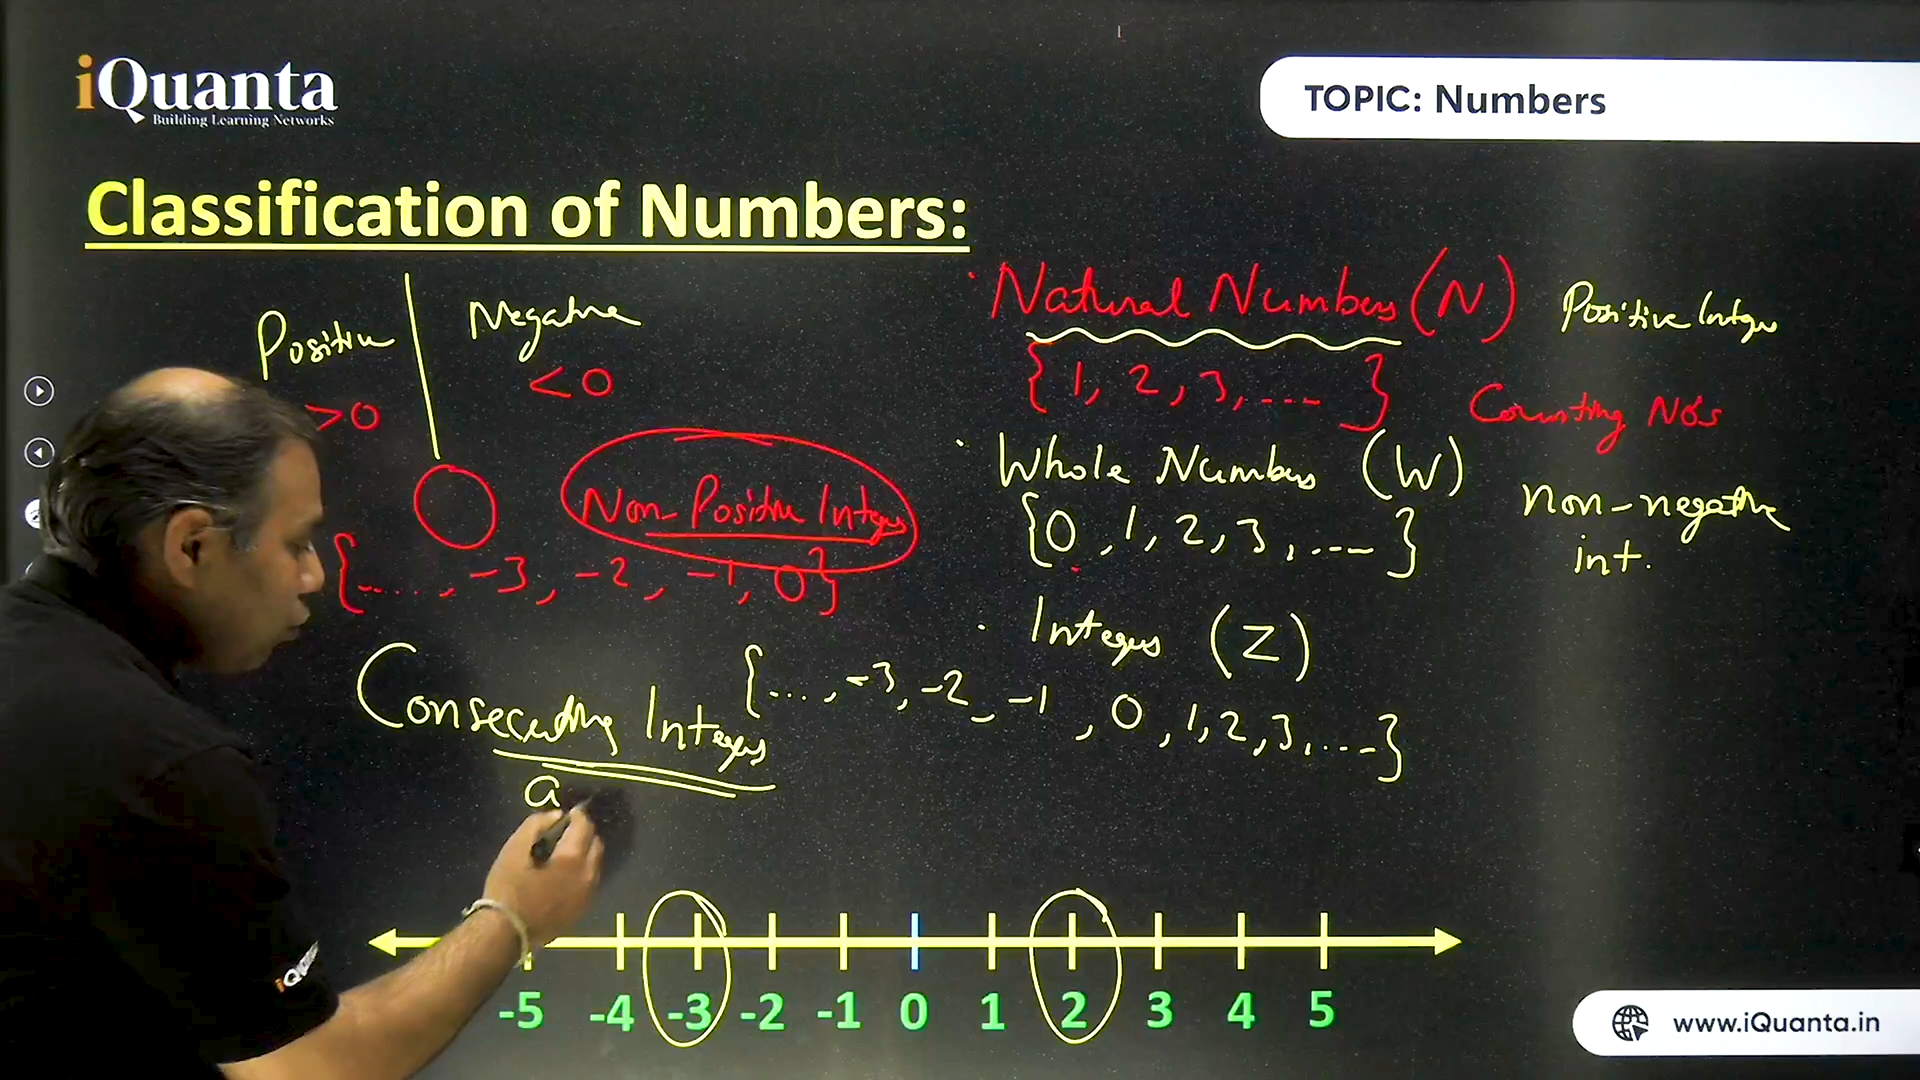 iQuanta
Building Learning Networks
TOPIC: Numbers
Classification of Numbers:
Positive
Negative
>0
<0
Non-Positive Integers
{...., -3, -2, -1, 0}
Natural Numbers (N)
Positive Integer
{1, 2, 3, .... }
Counting No's
Whole Numbers (W)
{0, 1, 2, 3, .... }
non-negative
int.
Integers (Z)
{...., -3, -2, -1, 0, 1, 2, 3, ....}
Consecutive Integers
a
-5 -4 -3 -2 -1 0 1 2 3 4 5
www.iQuanta.in